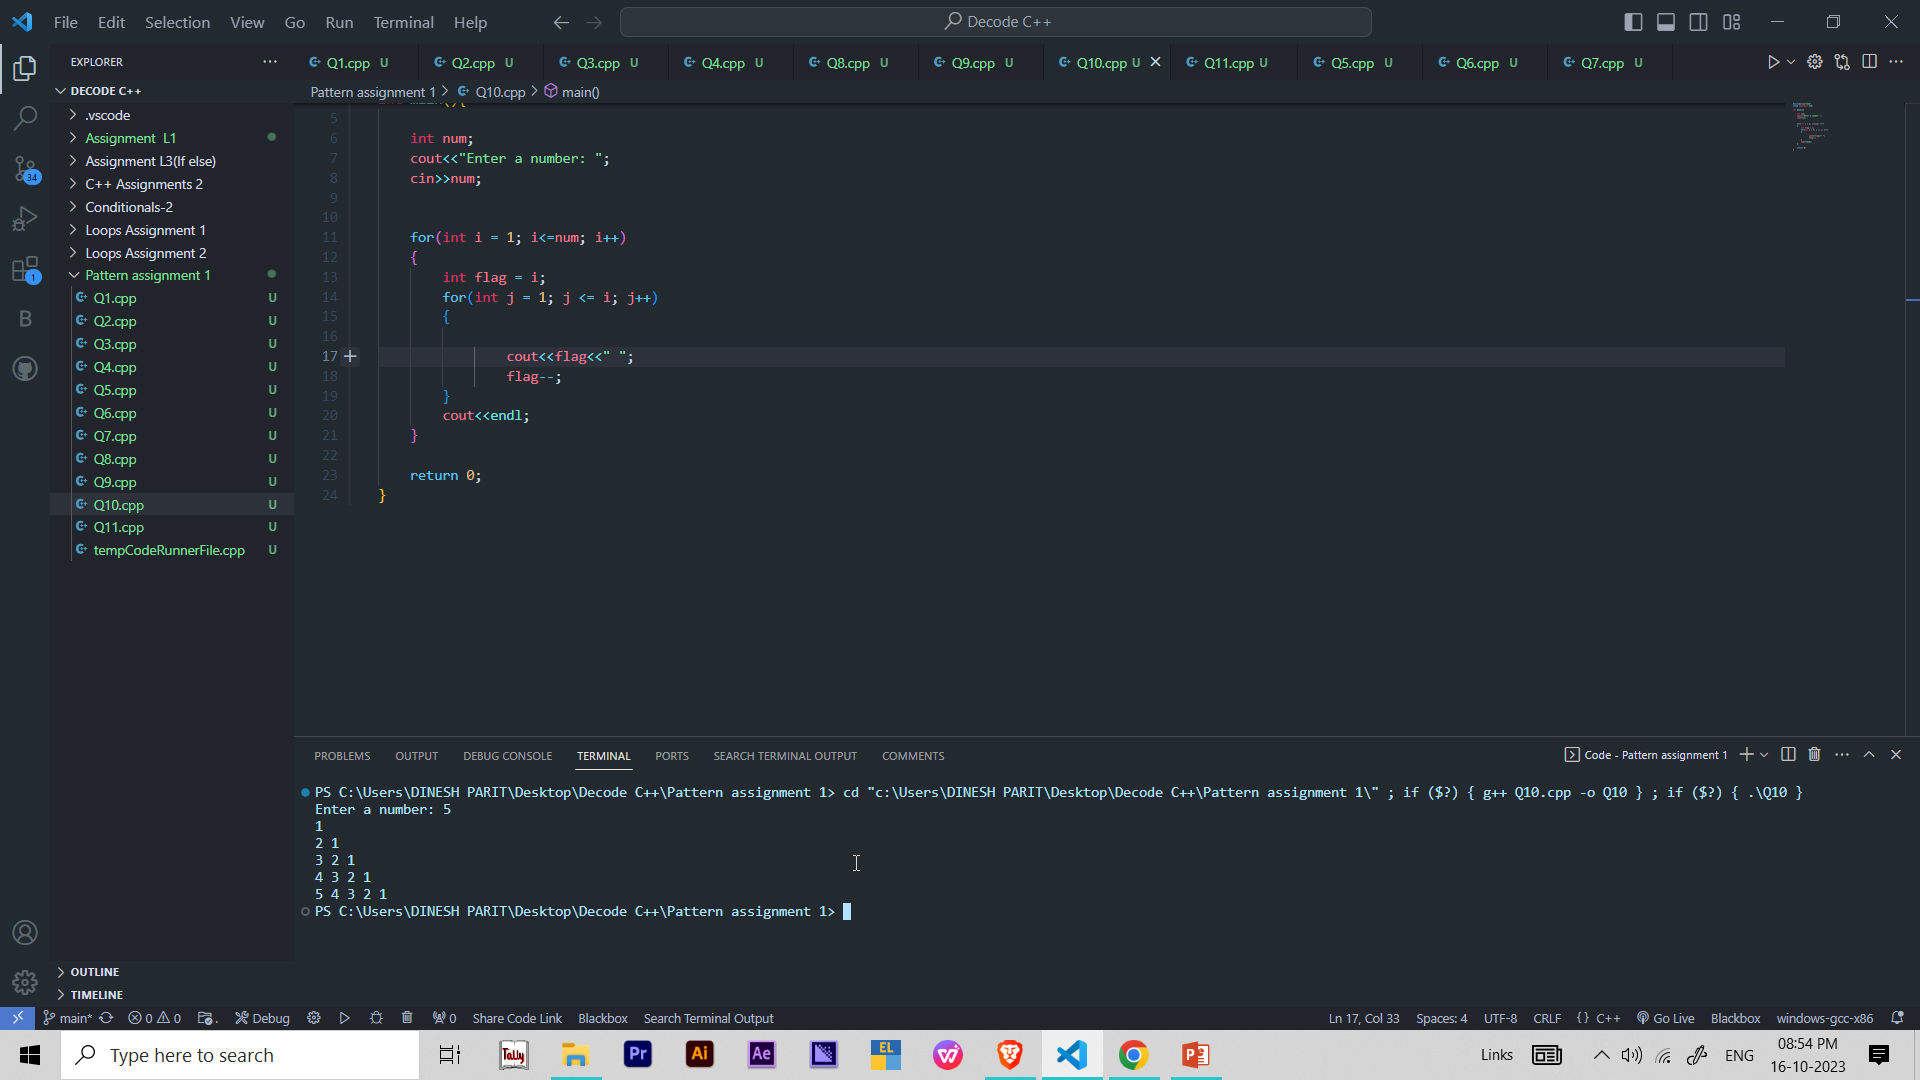 File Edit Selection View Go Run Terminal Help
Decode C++
EXPLORER
DECODE C++
.vscode
Assignment L1
Assignment L3(If else)
C++ Assignments 2
Conditionals-2
Loops Assignment 1
Loops Assignment 2
Pattern assignment 1
Q1.cpp U
Q2.cpp U
Q3.cpp U
Q4.cpp U
Q5.cpp U
Q6.cpp U
Q7.cpp U
Q8.cpp U
Q9.cpp U
Q10.cpp U
Q11.cpp U
tempCodeRunnerFile.cpp U
OUTLINE
TIMELINE
34
1
B
Q1.cpp U Q2.cpp U Q3.cpp U Q4.cpp U Q8.cpp U Q9.cpp U Q10.cpp U Q11.cpp U Q5.cpp U Q6.cpp U Q7.cpp U
Pattern assignment 1 > Q10.cpp > main()
5
6 int num;
7 cout<<"Enter a number: ";
8 cin>>num;
9
10
11 for(int i = 1; i<=num; i++)
12 {
13 int flag = i;
14 for(int j = 1; j <= i; j++)
15 {
16
17 cout<<flag<<" ";
18 flag--;
19 }
20 cout<<endl;
21 }
22
23 return 0;
24 }
PROBLEMS OUTPUT DEBUG CONSOLE TERMINAL PORTS SEARCH TERMINAL OUTPUT COMMENTS
Code - Pattern assignment 1
PS C:\Users\DINESH PARIT\Desktop\Decode C++\Pattern assignment 1> cd "c:\Users\DINESH PARIT\Desktop\Decode C++\Pattern assignment 1\" ; if ($?) { g++ Q10.cpp -o Q10 } ; if ($?) { .\Q10 }
Enter a number: 5
1
2 1
3 2 1
4 3 2 1
5 4 3 2 1
PS C:\Users\DINESH PARIT\Desktop\Decode C++\Pattern assignment 1>
main* 0 0 Debug 0 Share Code Link Blackbox Search Terminal Output
Ln 17, Col 33 Spaces: 4 UTF-8 CRLF {} C++ Go Live Blackbox windows-gcc-x86
Type here to search
Tally Pr Ai Ae EL
Links ENG
08:54 PM
16-10-2023